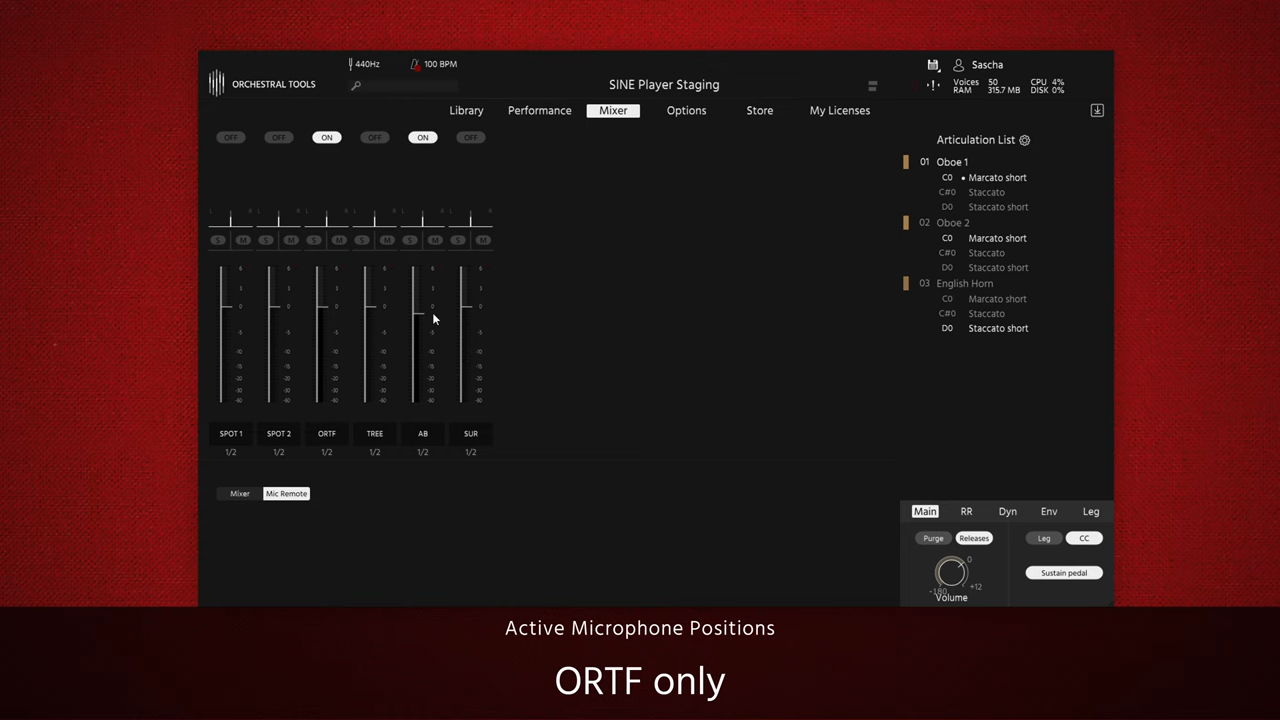 440Hz
100 BPM
Sascha
ORCHESTRAL TOOLS
SINE Player Staging
Voices 50 CPU 4%
RAM 315.7 MB DISK 0%
Library Performance Mixer Options Store My Licenses
OFF OFF ON OFF ON OFF
Articulation List
01 Oboe 1
C0 • Marcato short
C#0 Staccato
D0 Staccato short
02 Oboe 2
C0 Marcato short
C#0 Staccato
D0 Staccato short
03 English Horn
C0 Marcato short
C#0 Staccato
D0 Staccato short
S M S M S M S M S M S M
SPOT 1 SPOT 2 ORTF TREE AB SUR
1/2 1/2 1/2 1/2 1/2 1/2
Mixer Mic Remote
Main RR Dyn Env Leg
Purge Releases Leg CC
0
Sustain pedal
-180 +12
Volume
Active Microphone Positions
ORTF only